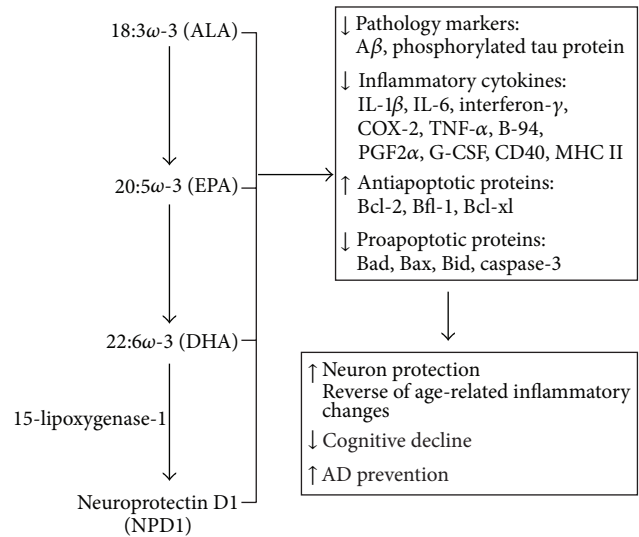 18:3ω-3 (ALA)
20:5ω-3 (EPA)
22:6ω-3 (DHA)
15-lipoxygenase-1
Neuroprotectin D1
(NPD1)
↓ Pathology markers:
Aβ, phosphorylated tau protein
↓ Inflammatory cytokines:
IL-1β, IL-6, interferon-γ,
COX-2, TNF-α, B-94,
PGF2α, G-CSF, CD40, MHC II
↑ Antiapoptotic proteins:
Bcl-2, Bfl-1, Bcl-xl
↓ Proapoptotic proteins:
Bad, Bax, Bid, caspase-3
↑ Neuron protection
Reverse of age-related inflammatory
changes
↓ Cognitive decline
↑ AD prevention